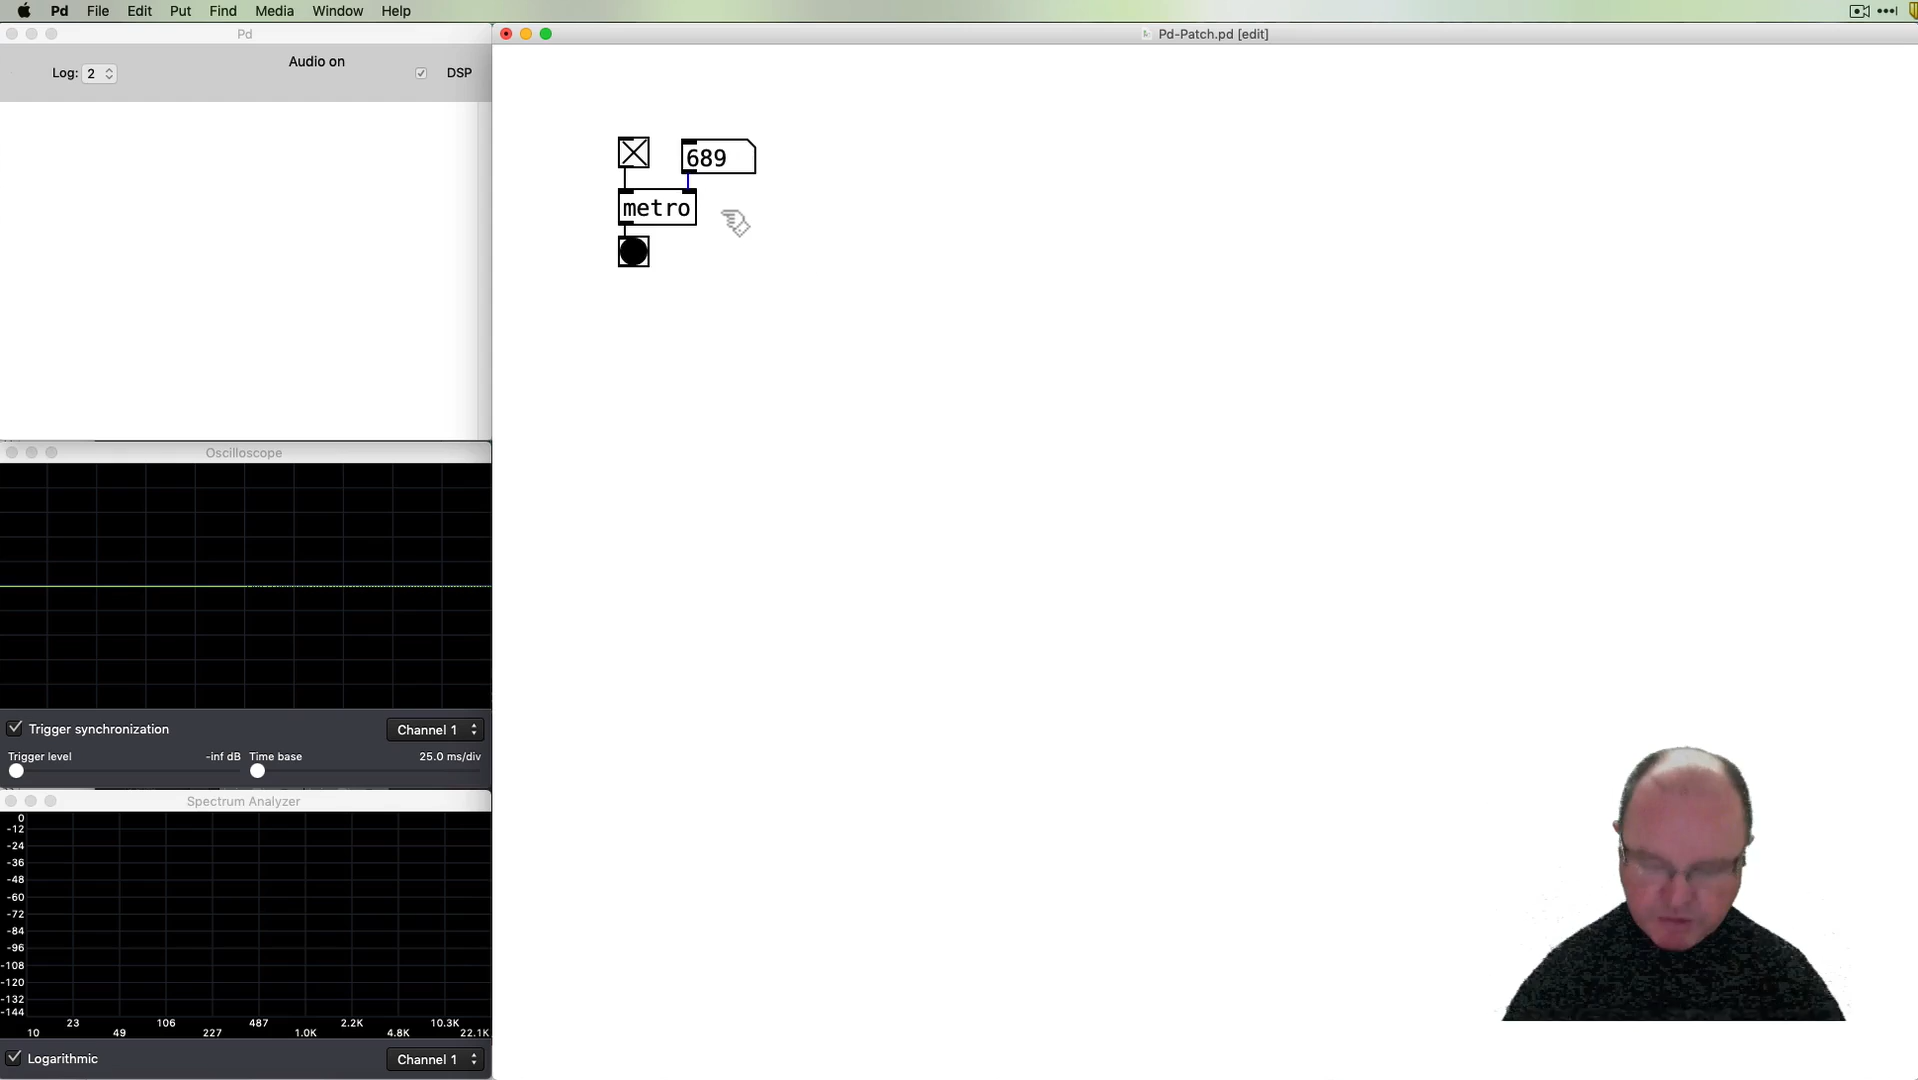 Pd File Edit Put Find Media Window Help
Pd
Log: 2
Audio on
DSP
Pd-Patch.pd [edit]
689
metro
Oscilloscope
Trigger synchronization
Channel 1
Trigger level -inf dB Time base 25.0 ms/div
Spectrum Analyzer
0
-12
-24
-36
-48
-60
-72
-84
-96
-108
-120
-132
-144
23 106 487 2.2K 10.3K
10 49 227 1.0K 4.8K 22.1K
Logarithmic
Channel 1